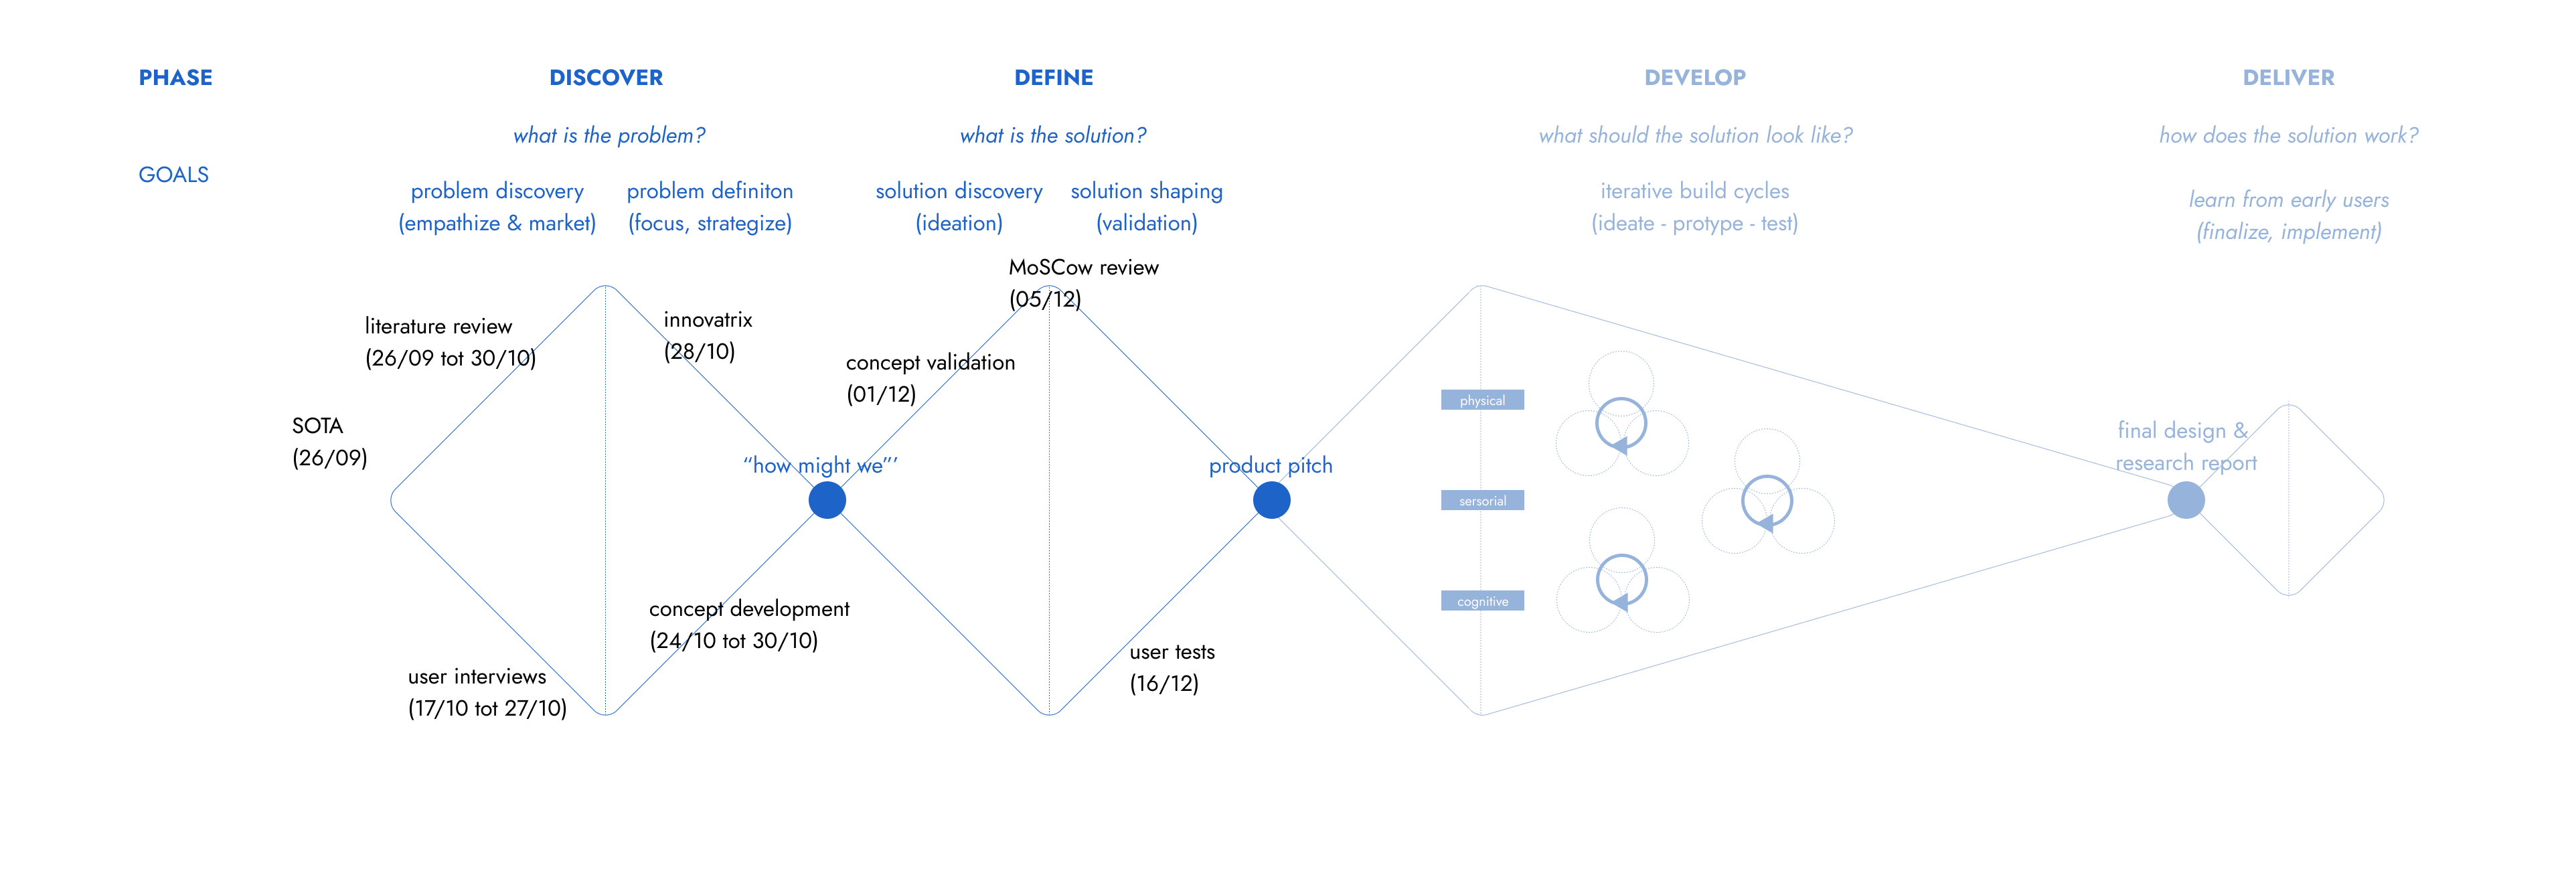 PHASE
DISCOVER
DEFINE
DEVELOP
DELIVER
what is the problem?
what is the solution?
what should the solution look like?
how does the solution work?
GOALS
problem discovery
(empathize & market)
problem definiton
(focus, strategize)
solution discovery
(ideation)
solution shaping
(validation)
iterative build cycles
(ideate - protype - test)
learn from early users
(finalize, implement)
MoSCow review
(05/12)
literature review
(26/09 tot 30/10)
innovatrix
(28/10)
concept validation
(01/12)
SOTA
(26/09)
“how might we”’
product pitch
physical
sersorial
cognitive
final design &
research report
concept development
(24/10 tot 30/10)
user interviews
(17/10 tot 27/10)
user tests
(16/12)